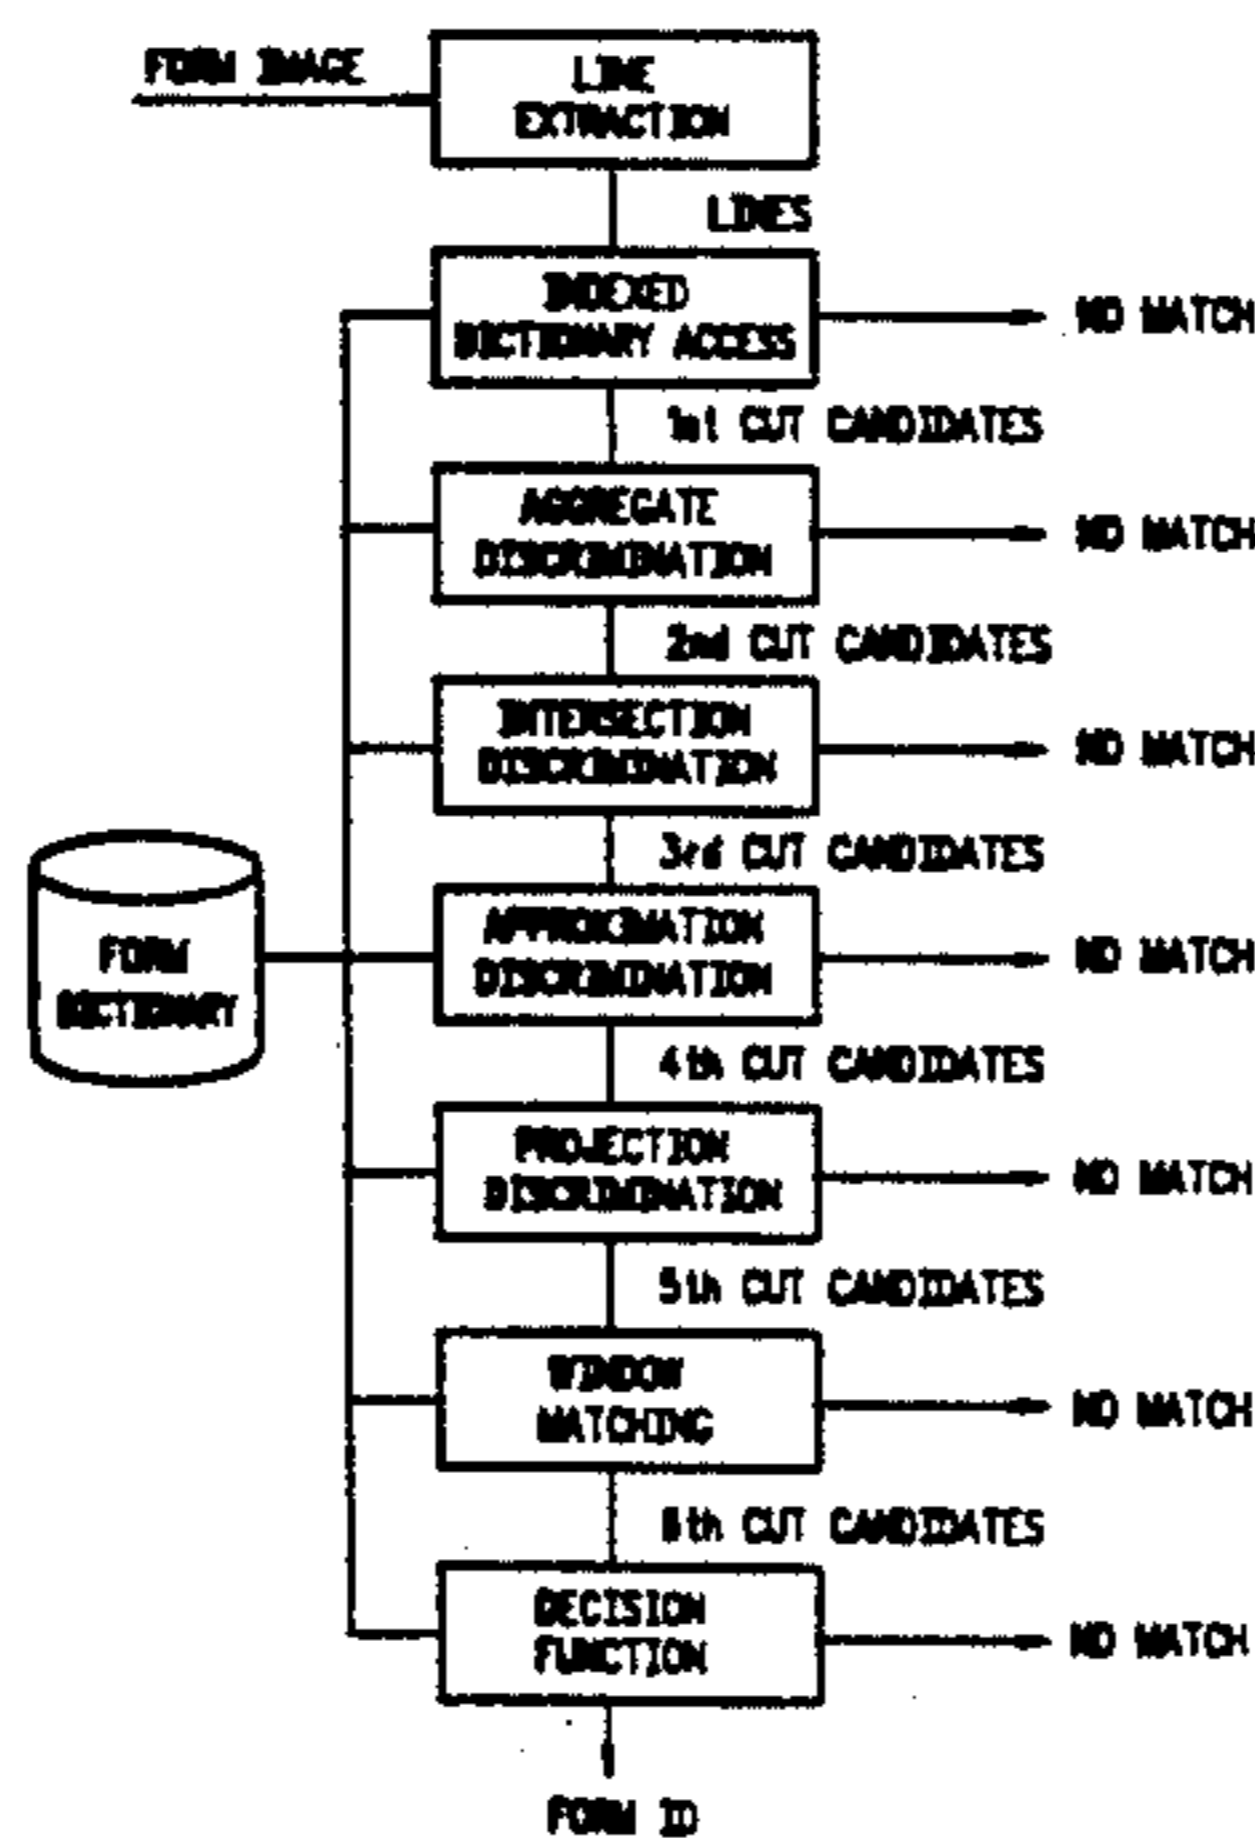 FORM IMAGE
LINE
EXTRACTION
LINES
INDEXED
DICTIONARY ACCESS
NO MATCH
1st CUT CANDIDATES
AGGREGATE
DISCRIMINATION
NO MATCH
2nd CUT CANDIDATES
INTERSECTION
DISCRIMINATION
NO MATCH
3rd CUT CANDIDATES
FORM
DICTIONARY
APPROXIMATION
DISCRIMINATION
NO MATCH
4th CUT CANDIDATES
PROJECTION
DISCRIMINATION
NO MATCH
5th CUT CANDIDATES
WINDOW
MATCHING
NO MATCH
6th CUT CANDIDATES
DECISION
FUNCTION
NO MATCH
FORM ID